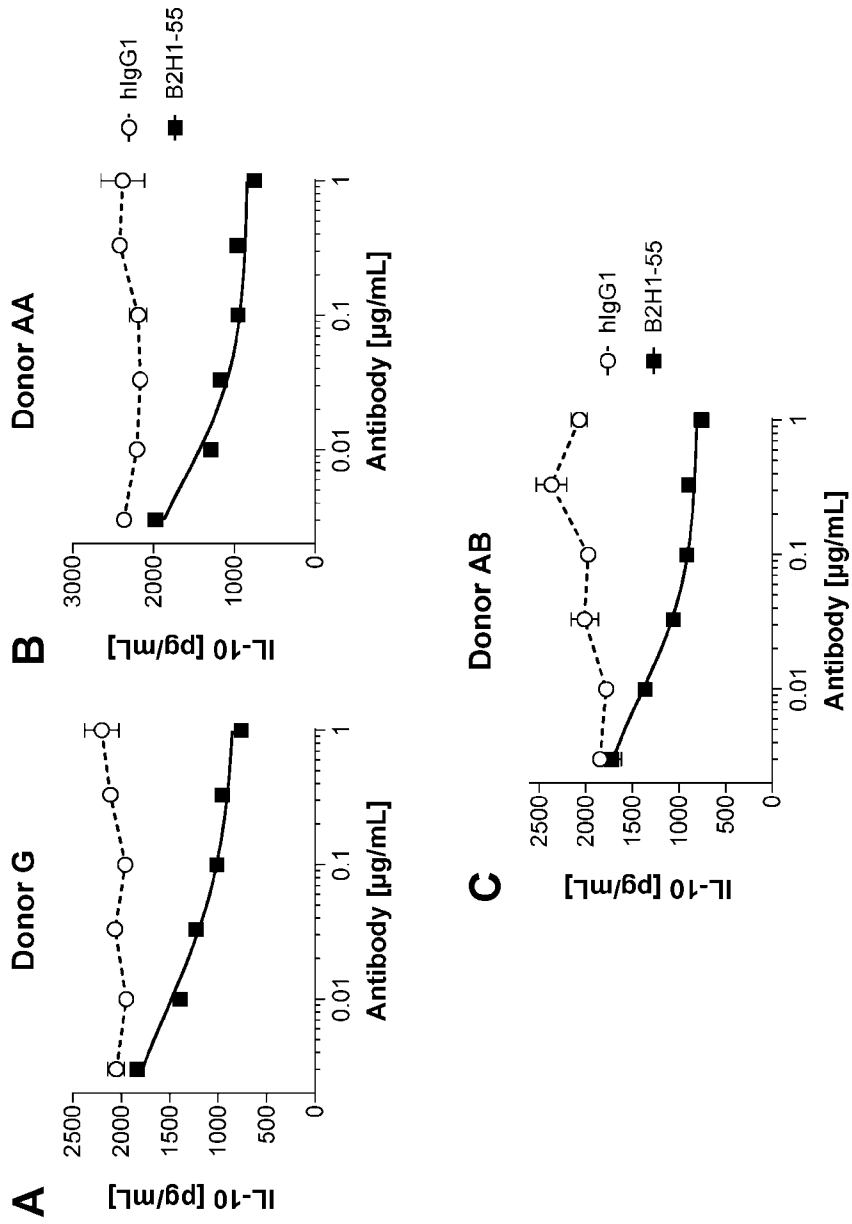 A
Donor G
IL-10 [pg/mL]
2500
2000
1500
1000
500
0
0.01
0.1
1
Antibody [µg/mL]
B
Donor AA
IL-10 [pg/mL]
3000
2000
1000
0
0.01
0.1
1
Antibody [µg/mL]
hIgG1
B2H1-55
C
Donor AB
IL-10 [pg/mL]
2500
2000
1500
1000
500
0
0.01
0.1
1
Antibody [µg/mL]
hIgG1
B2H1-55